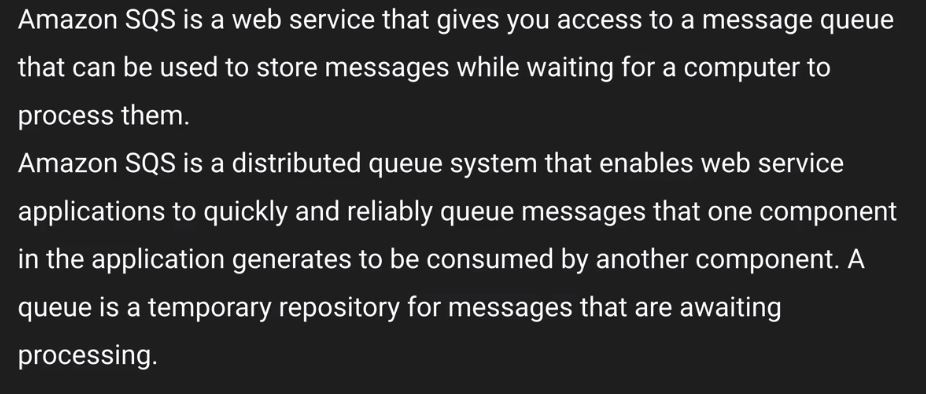 Amazon SQS is a web service that gives you access to a message queue
that can be used to store messages while waiting for a computer to
process them.
Amazon SQS is a distributed queue system that enables web service
applications to quickly and reliably queue messages that one component
in the application generates to be consumed by another component. A
queue is a temporary repository for messages that are awaiting
processing.